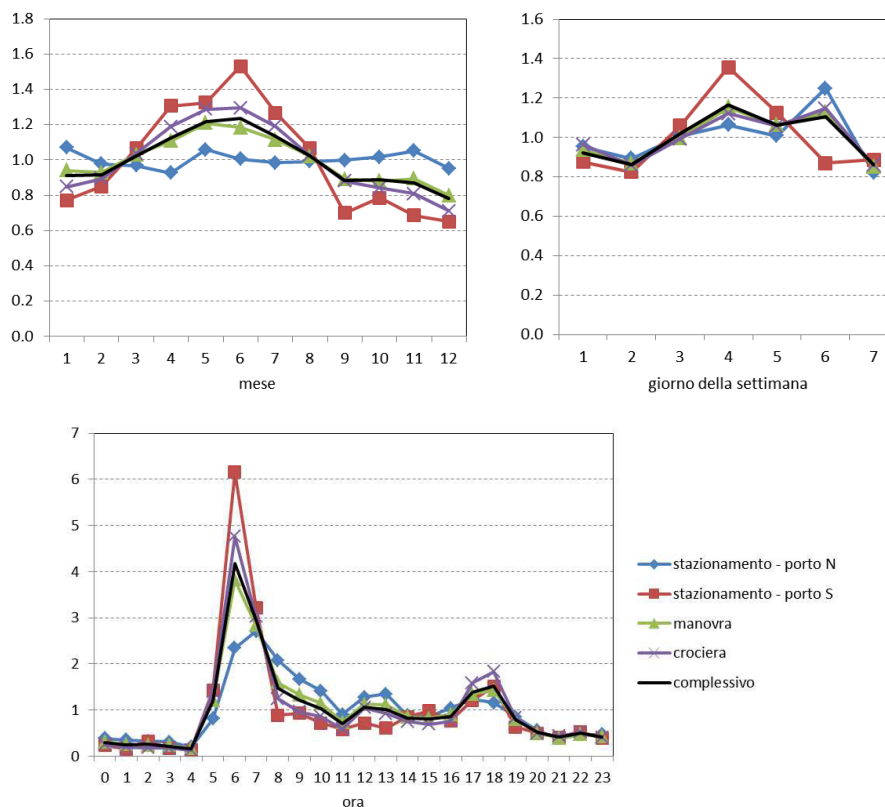 1.8
1.6
1.4
1.2
1.0
0.8
0.6
0.4
0.2
0.0
1 2 3 4 5 6 7 8 9 10 11 12
mese
1.6
1.4
1.2
1.0
0.8
0.6
0.4
0.2
0.0
1 2 3 4 5 6 7
giorno della settimana
7
6
5
4
3
2
1
0
0 1 2 3 4 5 6 7 8 9 10 11 12 13 14 15 16 17 18 19 20 21 22 23
ora
stazionamento - porto N
stazionamento - porto S
manovra
crociera
complessivo